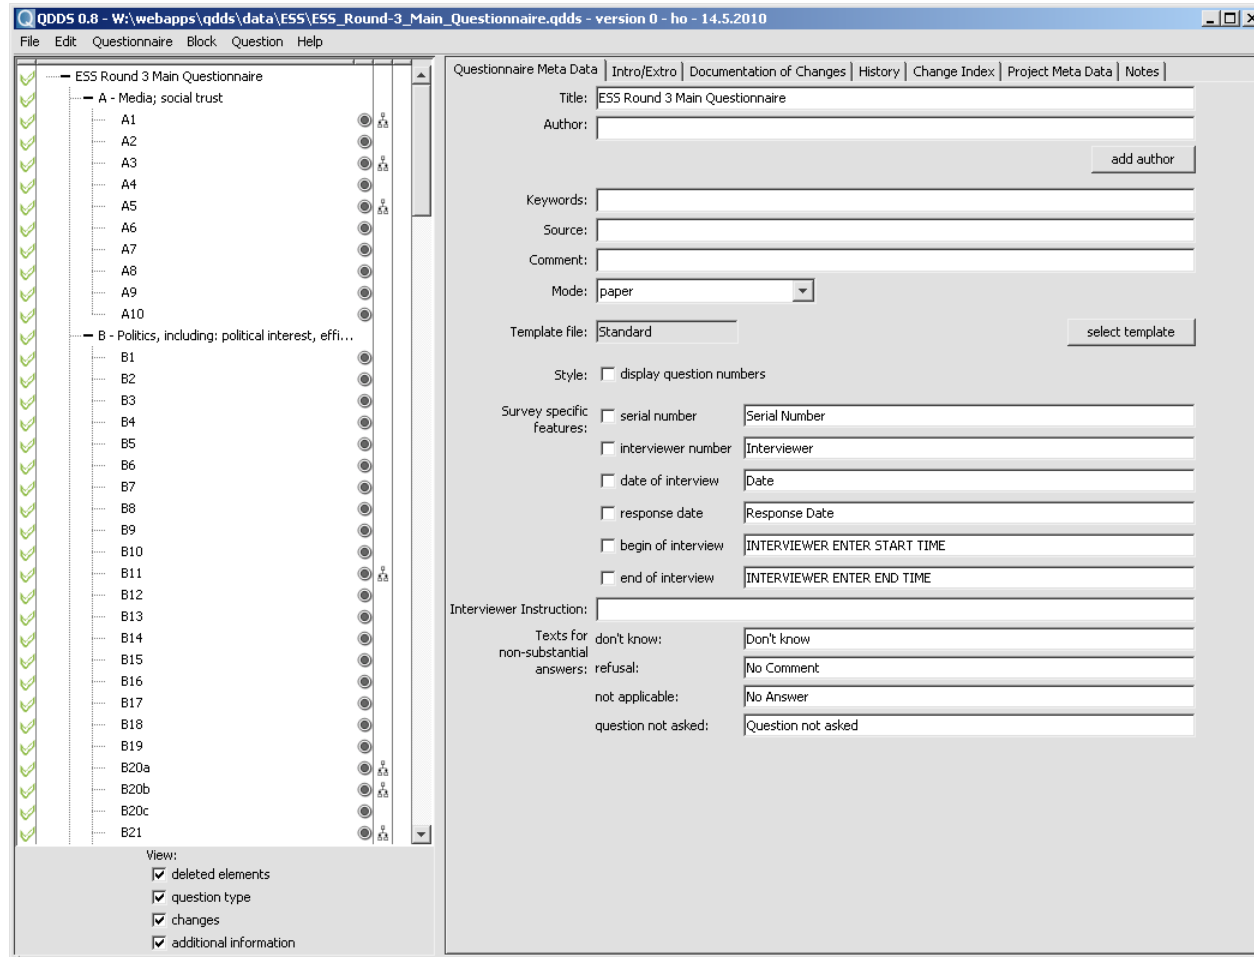 QDDS 0.8 - W:\webapps\qdds\data\ESS\ESS_Round-3_Main_Questionnaire.qdds - version 0 - ho - 14.5.2010
File Edit Questionnaire Block Question Help
ESS Round 3 Main Questionnaire
A - Media; social trust
A1
A2
A3
A4
A5
A6
A7
A8
A9
A10
B - Politics, including: political interest, effi...
B1
B2
B3
B4
B5
B6
B7
B8
B9
B10
B11
B12
B13
B14
B15
B16
B17
B18
B19
B20a
B20b
B20c
B21
View:
deleted elements
question type
changes
additional information
Questionnaire Meta Data Intro/Extro Documentation of Changes History Change Index Project Meta Data Notes
Title: ESS Round 3 Main Questionnaire
Author:
add author
Keywords:
Source:
Comment:
Mode: paper
Template file: Standard select template
Style: display question numbers
Survey specific features: serial number Serial Number
interviewer number Interviewer
date of interview Date
response date Response Date
begin of interview INTERVIEWER ENTER START TIME
end of interview INTERVIEWER ENTER END TIME
Interviewer Instruction:
Texts for non-substantial answers: don't know: Don't know
refusal: No Comment
not applicable: No Answer
question not asked: Question not asked